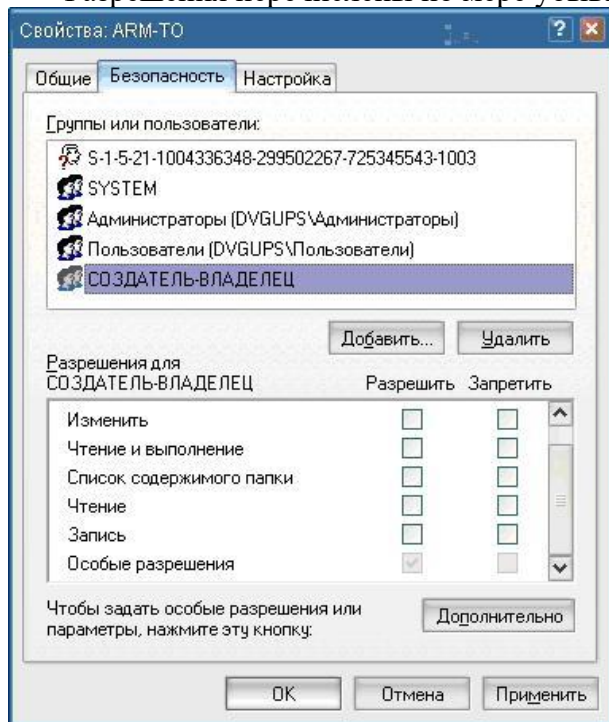 Свойства: ARM-TO
Общие Безопасность Настройка
Группы или пользователи:
S-1-5-21-1004336348-299502267-725345543-1003
SYSTEM
Администраторы (DVGUPS\Администраторы)
Пользователи (DVGUPS\Пользователи)
СОЗДАТЕЛЬ-ВЛАДЕЛЕЦ
Добавить... Удалить
Разрешения для
СОЗДАТЕЛЬ-ВЛАДЕЛЕЦ Разрешить Запретить
Изменить
Чтение и выполнение
Список содержимого папки
Чтение
Запись
Особые разрешения
Чтобы задать особые разрешения или
параметры, нажмите эту кнопку: Дополнительно
ОК Отмена Применить